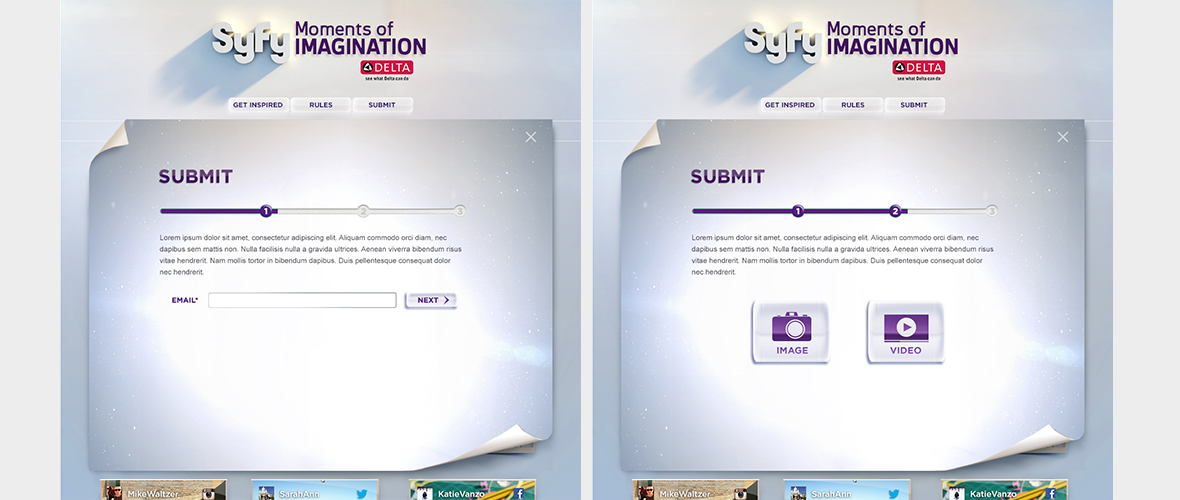 Syfy Moments of
IMAGINATION
DELTA
see what Delta can do
GET INSPIRED RULES SUBMIT
SUBMIT
1 2 3
Lorem ipsum dolor sit amet, consectetur adipiscing elit. Aliquam commodo orci diam, nec
dapibus sem mattis non. Nulla facilisis nulla a gravida ultrices. Aenean viverra bibendum risus
vitae hendrerit. Nam mollis tortor in bibendum dapibus. Duis pellentesque consequat dolor
nec hendrerit.
EMAIL* NEXT
MikeWaltzer SarahAnn KatieVanzo
Syfy Moments of
IMAGINATION
DELTA
see what Delta can do
GET INSPIRED RULES SUBMIT
SUBMIT
1 2 3
Lorem ipsum dolor sit amet, consectetur adipiscing elit. Aliquam commodo orci diam, nec
dapibus sem mattis non. Nulla facilisis nulla a gravida ultrices. Aenean viverra bibendum risus
vitae hendrerit. Nam mollis tortor in bibendum dapibus. Duis pellentesque consequat dolor
nec hendrerit.
IMAGE VIDEO
MikeWaltzer SarahAnn KatieVanzo